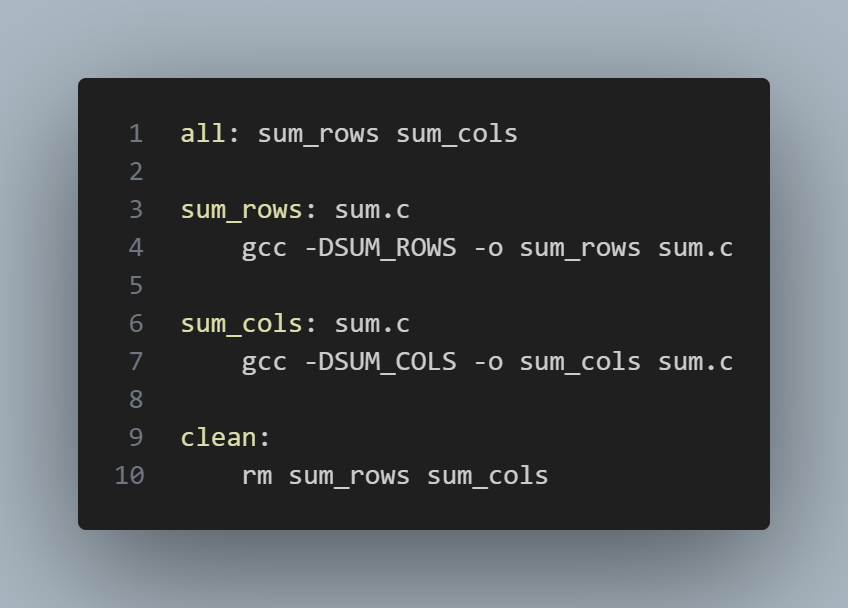 1 all: sum_rows sum_cols
2
3 sum_rows: sum.c
4     gcc -DSUM_ROWS -o sum_rows sum.c
5
6 sum_cols: sum.c
7     gcc -DSUM_COLS -o sum_cols sum.c
8
9 clean:
10     rm sum_rows sum_cols